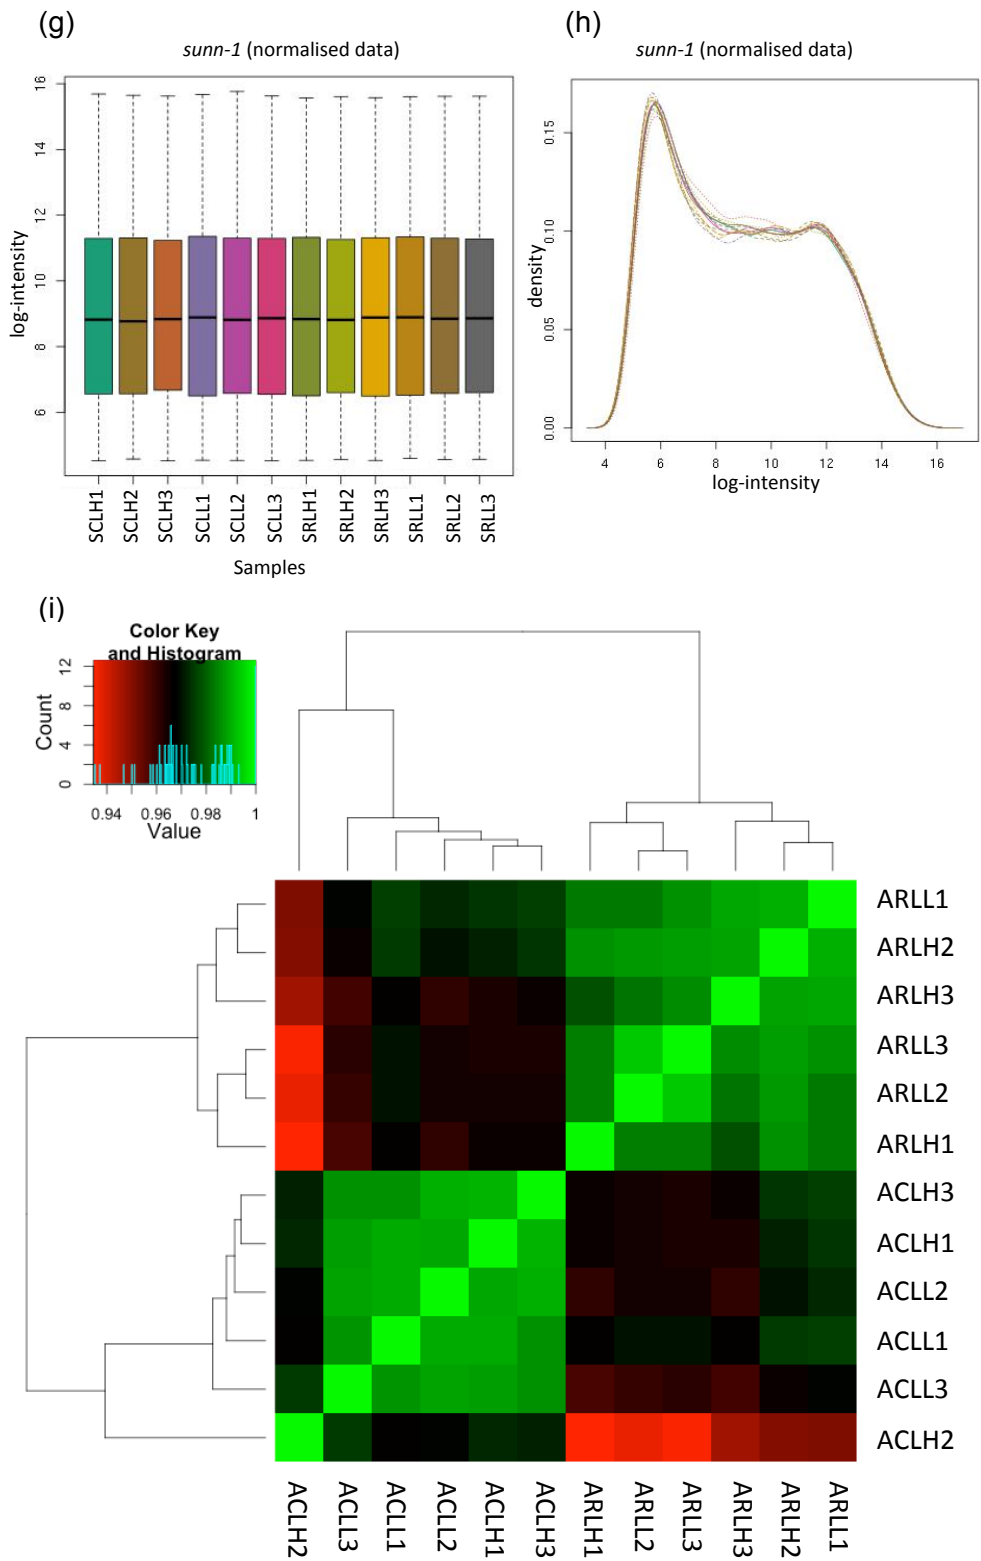 (g)
sunn-1 (normalised data)
log-intensity
16
14
12
10
8
6
SCLH1
SCLH2
SCLH3
SCLL1
SCLL2
SCLL3
SRLH1
SRLH2
SRLH3
SRLL1
SRLL2
SRLL3
Samples
(h)
sunn-1 (normalised data)
density
0.15
0.10
0.05
0.00
4 6 8 10 12 14 16
log-intensity
(i)
Color Key
and Histogram
Count
12
8
4
0
0.94 0.96 0.98 1
Value
ARLL1
ARLH2
ARLH3
ARLL3
ARLL2
ARLH1
ACLH3
ACLH1
ACLL2
ACLL1
ACLL3
ACLH2
ACLH2
ACLL3
ACLL1
ACLL2
ACLH1
ACLH3
ARLH1
ARLL2
ARLL3
ARLH3
ARLH2
ARLL1